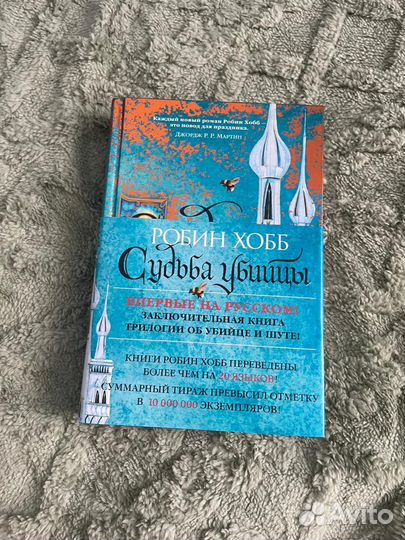 Каждый новый роман Робин Хобб –
это повод для праздника.
Джордж Р. Р. Мартин
РОБИН ХОББ
Судьба убийцы
ВПЕРВЫЕ НА РУССКОМ!
ЗАКЛЮЧИТЕЛЬНАЯ КНИГА
ТРИЛОГИИ ОБ УБИЙЦЕ И ШУТЕ!
КНИГИ РОБИН ХОББ ПЕРЕВЕДЕНЫ
БОЛЕЕ ЧЕМ НА 20 ЯЗЫКОВ!
СУММАРНЫЙ ТИРАЖ ПРЕВЫСИЛ ОТМЕТКУ
В 10 000 000 ЭКЗЕМПЛЯРОВ!
Avito